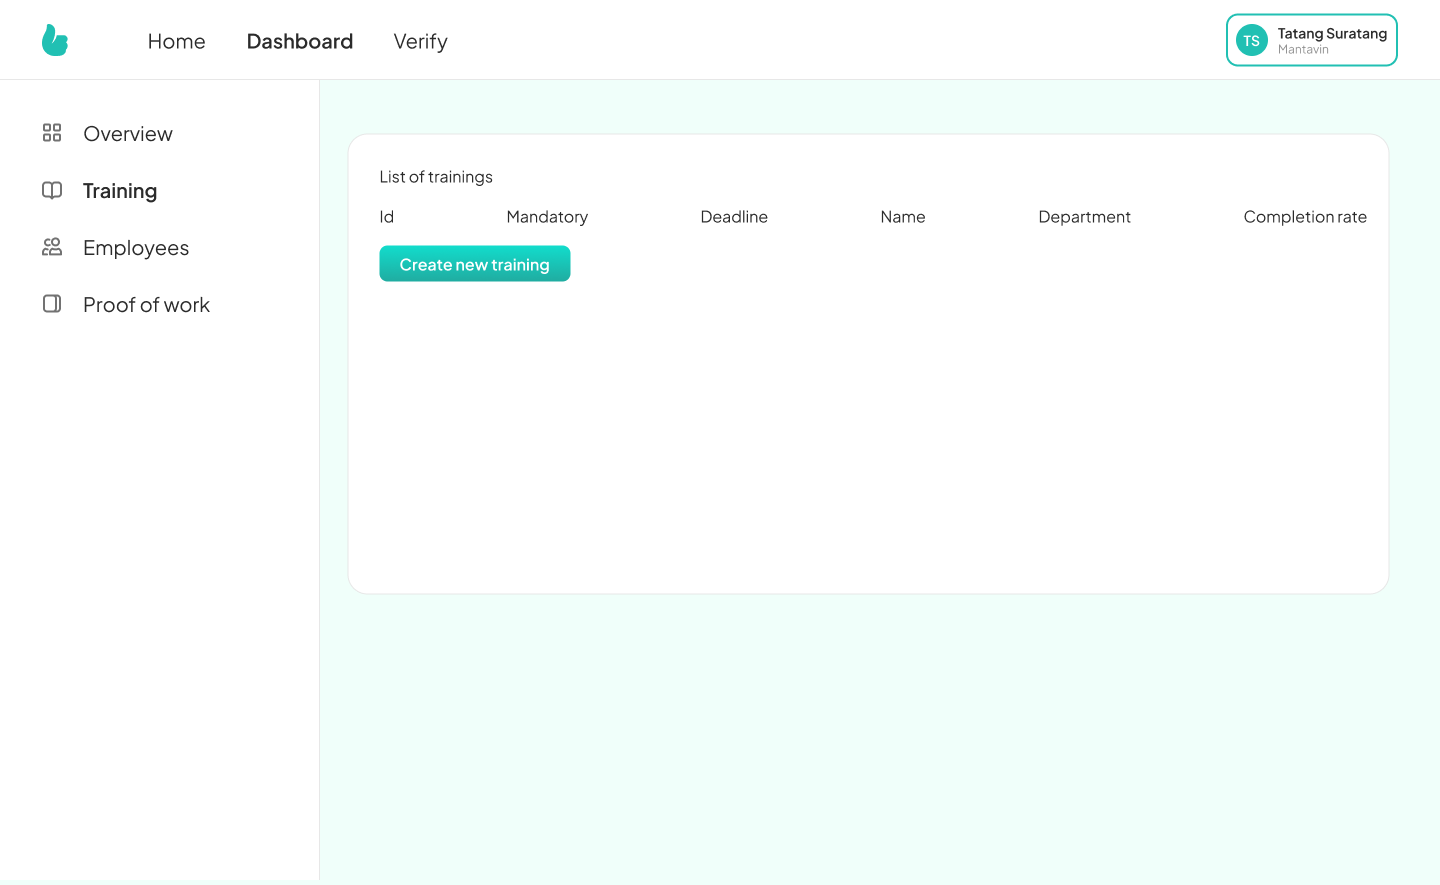 Home Dashboard Verify
TS Tatang Suratang
Mantavin
Overview
Training
Employees
Proof of work
List of trainings
Id Mandatory Deadline Name Department Completion rate
Create new training